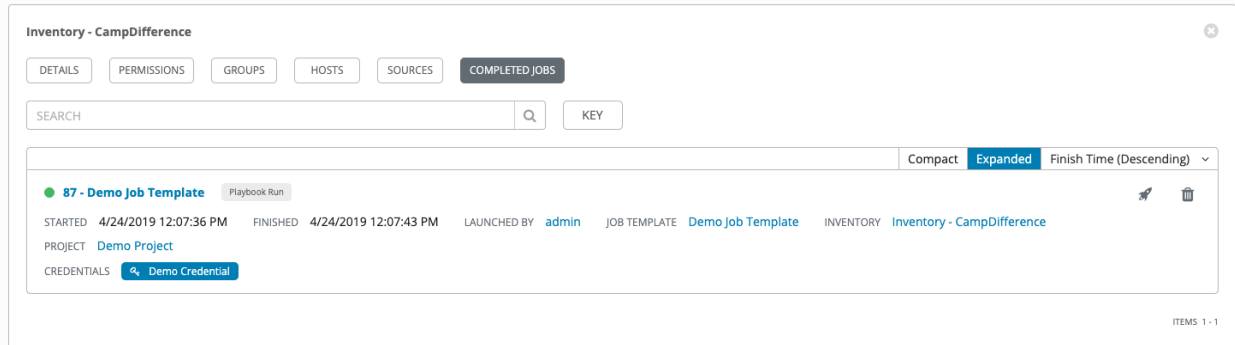 Inventory - CampDifference
DETAILS PERMISSIONS GROUPS HOSTS SOURCES COMPLETED JOBS
SEARCH KEY
Compact Expanded Finish Time (Descending)
87 - Demo Job Template Playbook Run
STARTED 4/24/2019 12:07:36 PM FINISHED 4/24/2019 12:07:43 PM LAUNCHED BY admin JOB TEMPLATE Demo Job Template INVENTORY Inventory - CampDifference
PROJECT Demo Project
CREDENTIALS Demo Credential
ITEMS 1 - 1